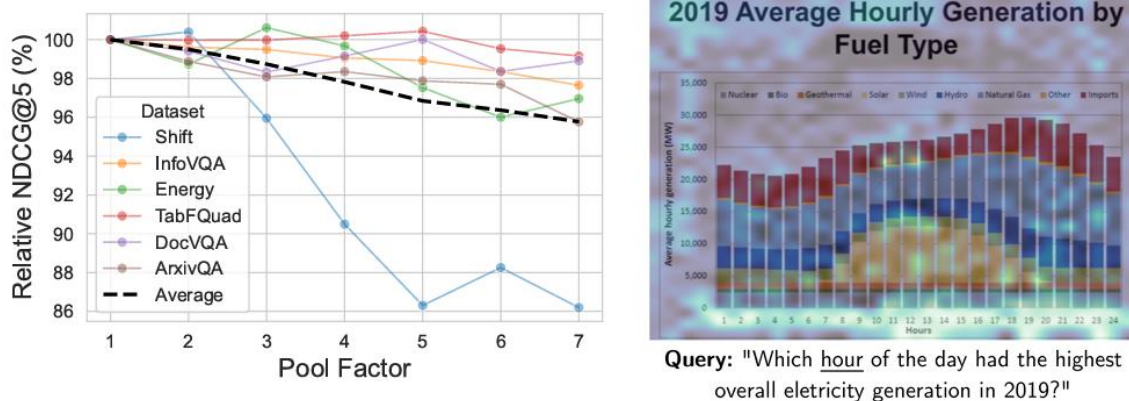 Relative NDCG@5 (%)
100
98
96
94
92
90
88
86
Dataset
Shift
InfoVQA
Energy
TabFQuad
DocVQA
ArxivQA
Average
1 2 3 4 5 6 7
Pool Factor
2019 Average Hourly Generation by
Fuel Type
Average hourly generation (MW)
35,000
30,000
25,000
20,000
15,000
10,000
5,000
0
Nuclear Bio Geothermal Solar Wind Hydro Natural Gas Other Imports
1 2 3 4 5 6 7 8 9 10 11 12 13 14 15 16 17 18 19 20 21 22 23 24
Hours
Query: "Which hour of the day had the highest
overall eletricity generation in 2019?"